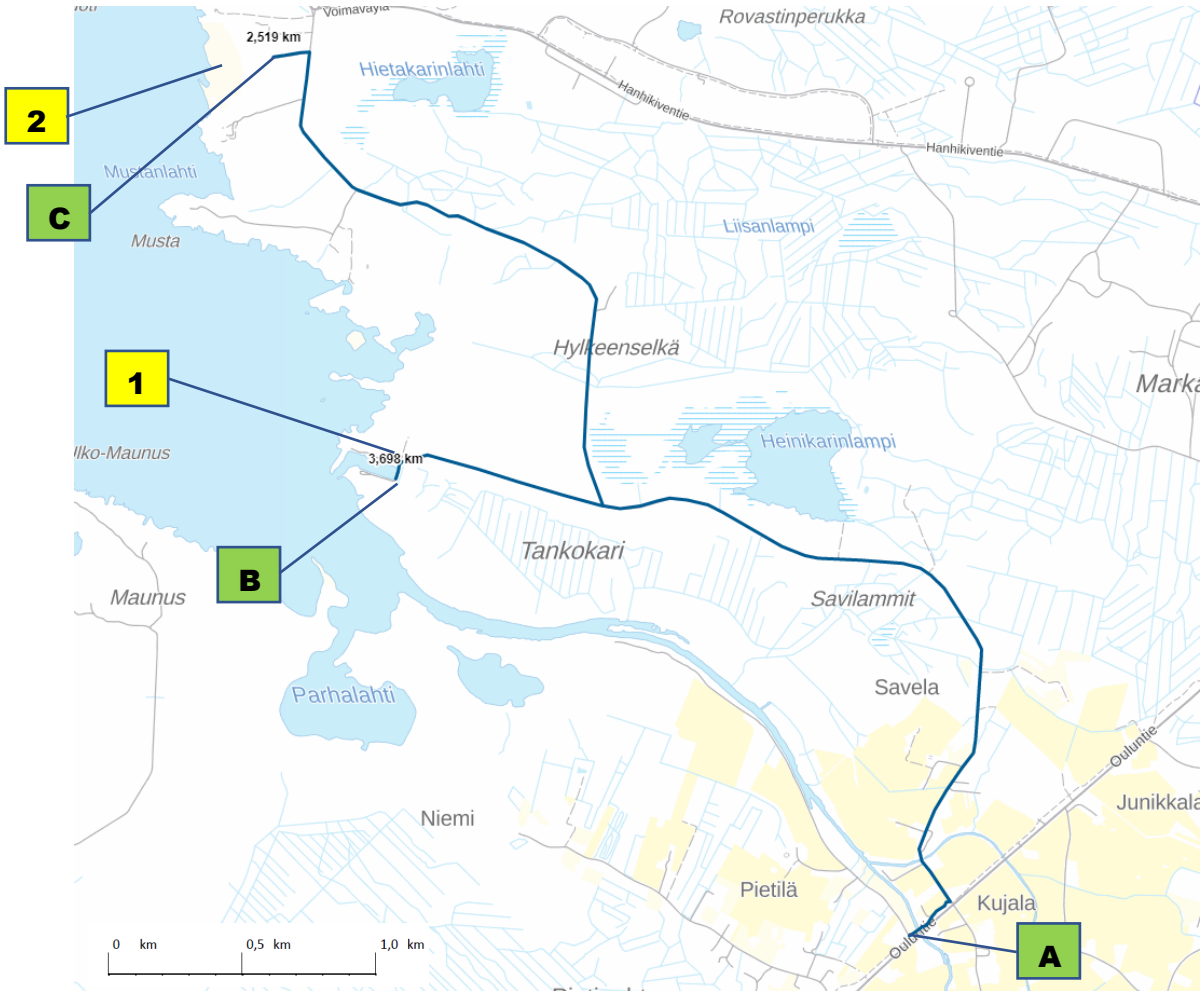 Voimaväylä
Rovastinperukka
2,519 km
Hietakarinlahti
Hanhikiventie
2
Hanhikiventie
Mustanlahti
C
Liisanlampi
Musta
Hylkeenselkä
1
Marka
Heinikarinlampi
lko-Maunus
3,698 km
Tankokari
B
Maunus
Savilammit
Savela
Parhalahti
Ouluntie
Junikkala
Niemi
Pietilä
Kujala
Ouluntie
A
0 km 0,5 km 1,0 km